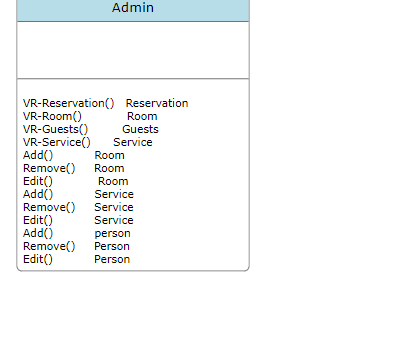 Admin
VR-Reservation() Reservation
VR-Room() Room
VR-Guests() Guests
VR-Service() Service
Add() Room
Remove() Room
Edit() Room
Add() Service
Remove() Service
Edit() Service
Add() person
Remove() Person
Edit() Person